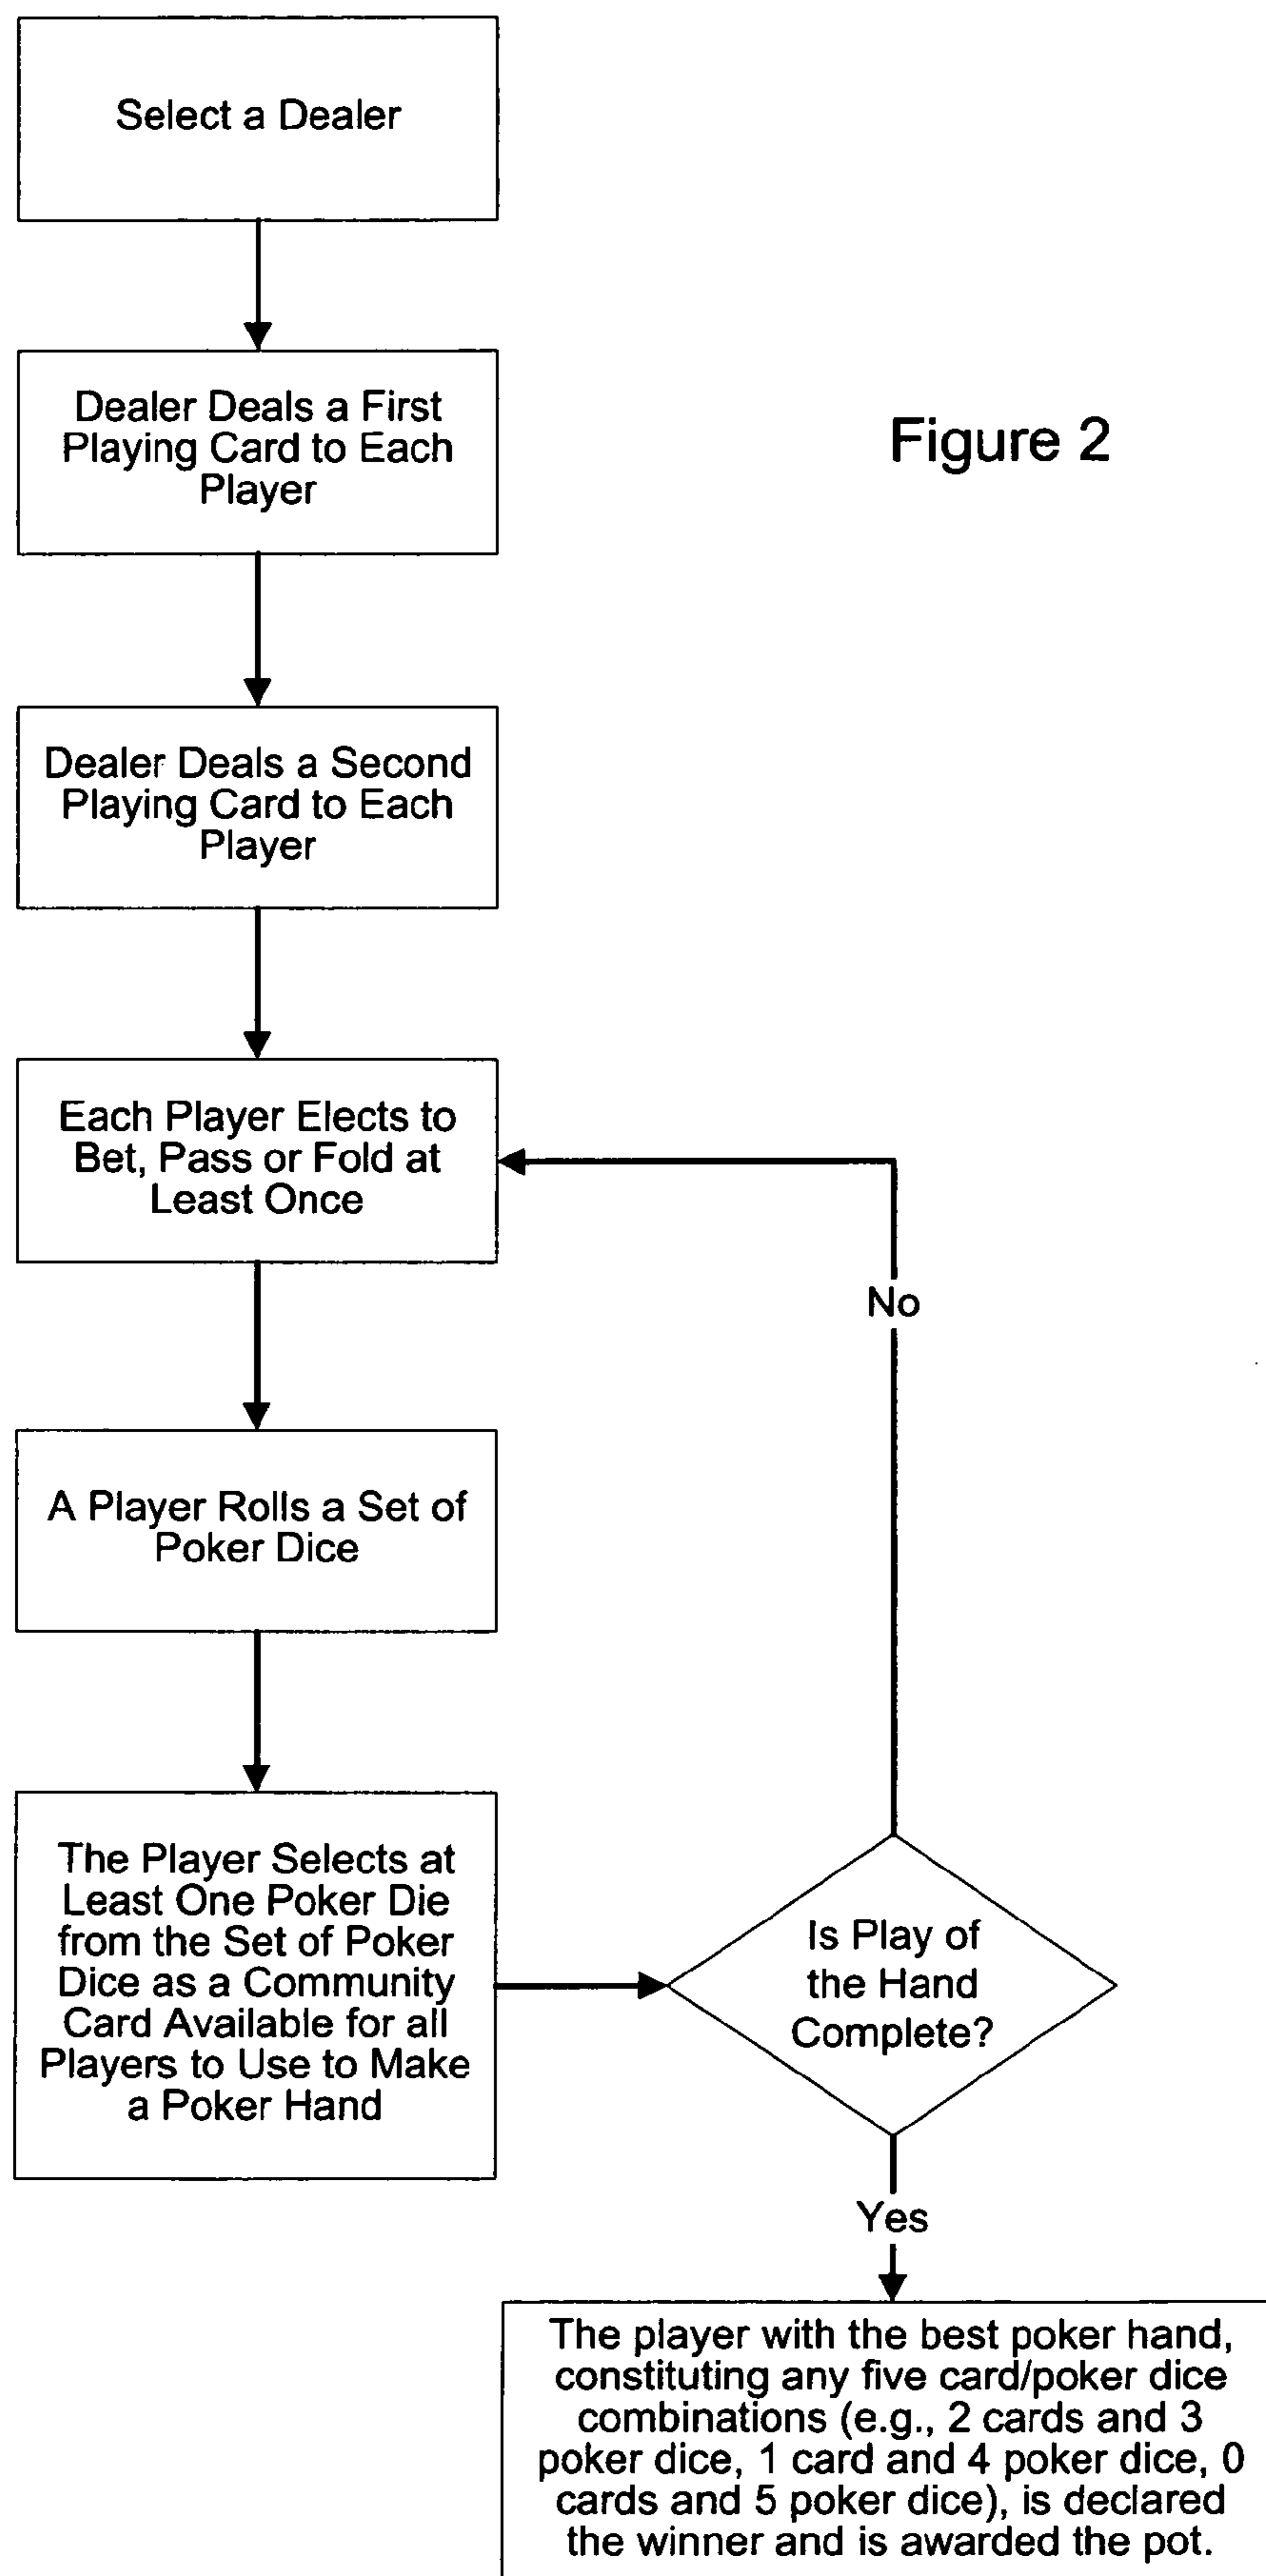 Select a Dealer
Dealer Deals a First
Playing Card to Each
Player
Figure 2
Dealer Deals a Second
Playing Card to Each
Player
Each Player Elects to
Bet, Pass or Fold at
Least Once
No
A Player Rolls a Set of
Poker Dice
The Player Selects at
Least One Poker Die
from the Set of Poker
Dice as a Community
Card Available for all
Players to Use to Make
a Poker Hand
Is Play of
the Hand
Complete?
Yes
The player with the best poker hand,
constituting any five card/poker dice
combinations (e.g., 2 cards and 3
poker dice, 1 card and 4 poker dice, 0
cards and 5 poker dice), is declared
the winner and is awarded the pot.